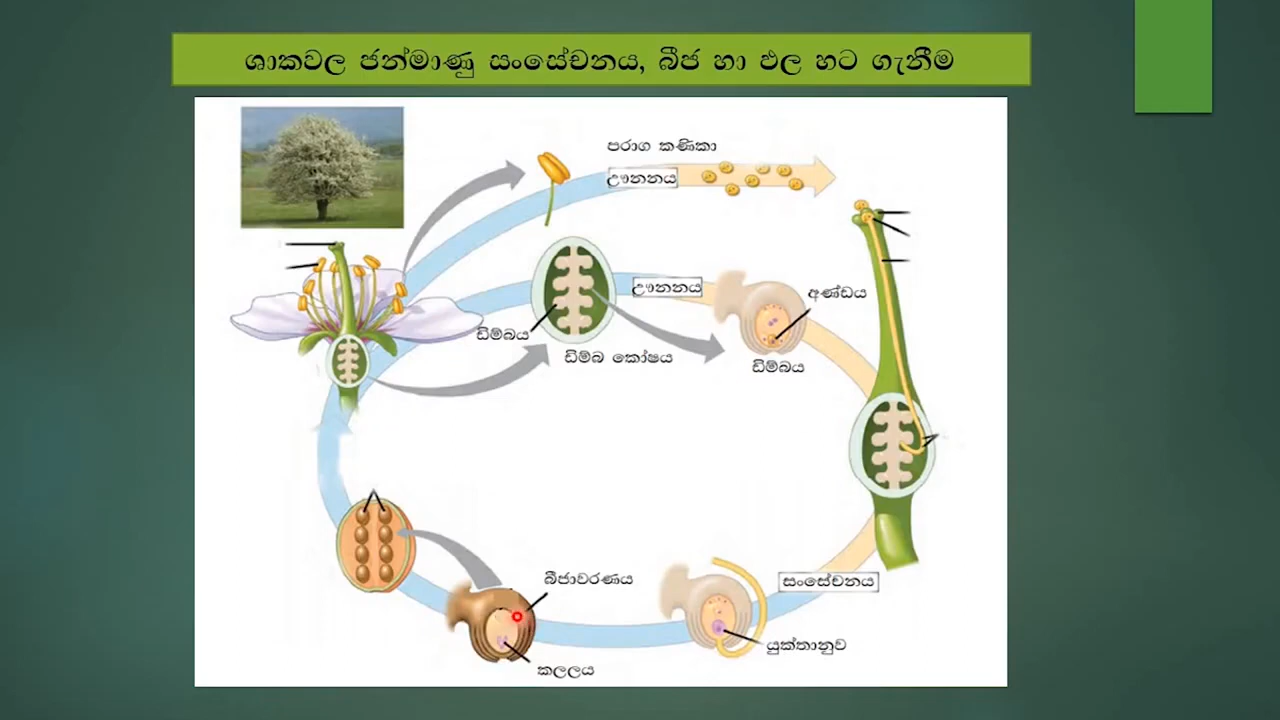 ශාකවල ජන්මාණු සංසේචනය, බීජ හා ඵල හට ගැනීම
පරාග කණිකා
ඌනනය
ඌනනය
අණ්ඩය
ඩිම්බය
ඩිම්බ කෝෂය
ඩිම්බය
බීජාවරණය
සංසේචනය
යුක්තානුව
කලලය